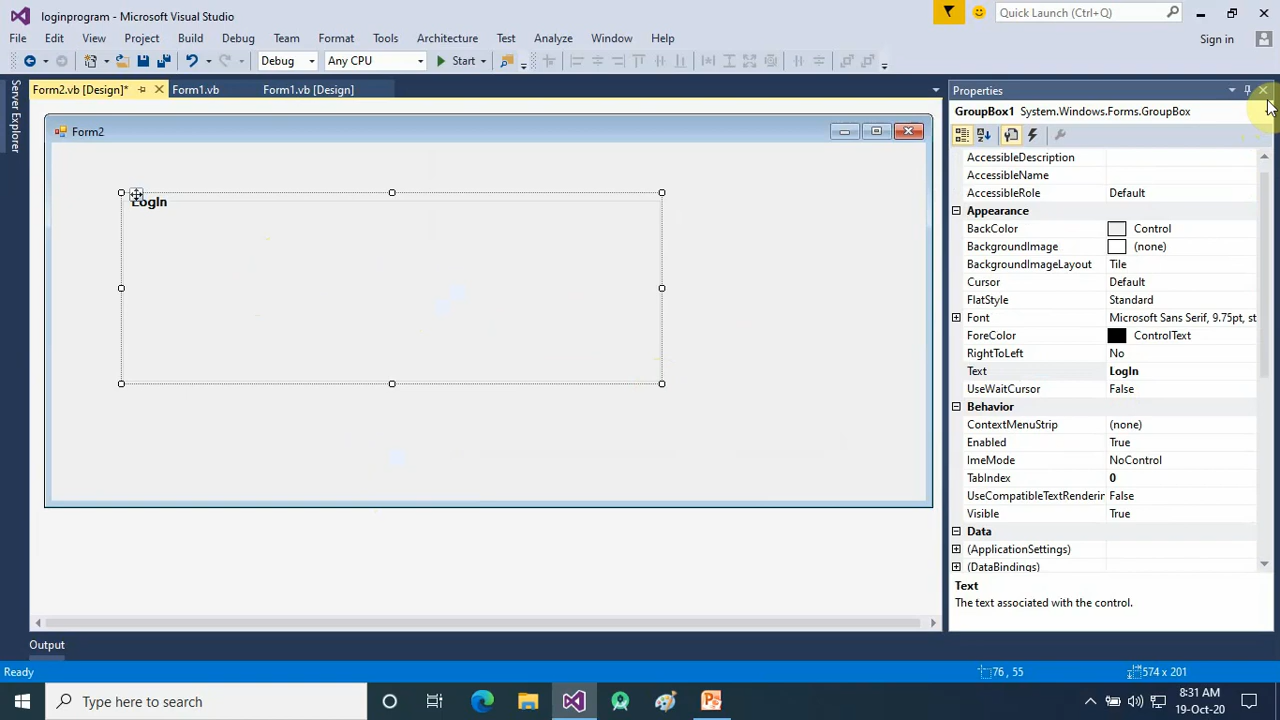 loginprogram - Microsoft Visual Studio
Quick Launch (Ctrl+Q)
File Edit View Project Build Debug Team Format Tools Architecture Test Analyze Window Help
Sign in
Debug Any CPU Start
Server Explorer
Form2.vb [Design]* Form1.vb Form1.vb [Design]
Form2
LogIn
Properties
GroupBox1 System.Windows.Forms.GroupBox
AccessibleDescription
AccessibleName
AccessibleRole Default
Appearance
BackColor Control
BackgroundImage (none)
BackgroundImageLayout Tile
Cursor Default
FlatStyle Standard
Font Microsoft Sans Serif, 9.75pt, st
ForeColor ControlText
RightToLeft No
Text LogIn
UseWaitCursor False
Behavior
ContextMenuStrip (none)
Enabled True
ImeMode NoControl
TabIndex 0
UseCompatibleTextRenderin False
Visible True
Data
(ApplicationSettings)
(DataBindings)
Text
The text associated with the control.
Output
Ready
76 , 55
574 x 201
Type here to search
8:31 AM
19-Oct-20